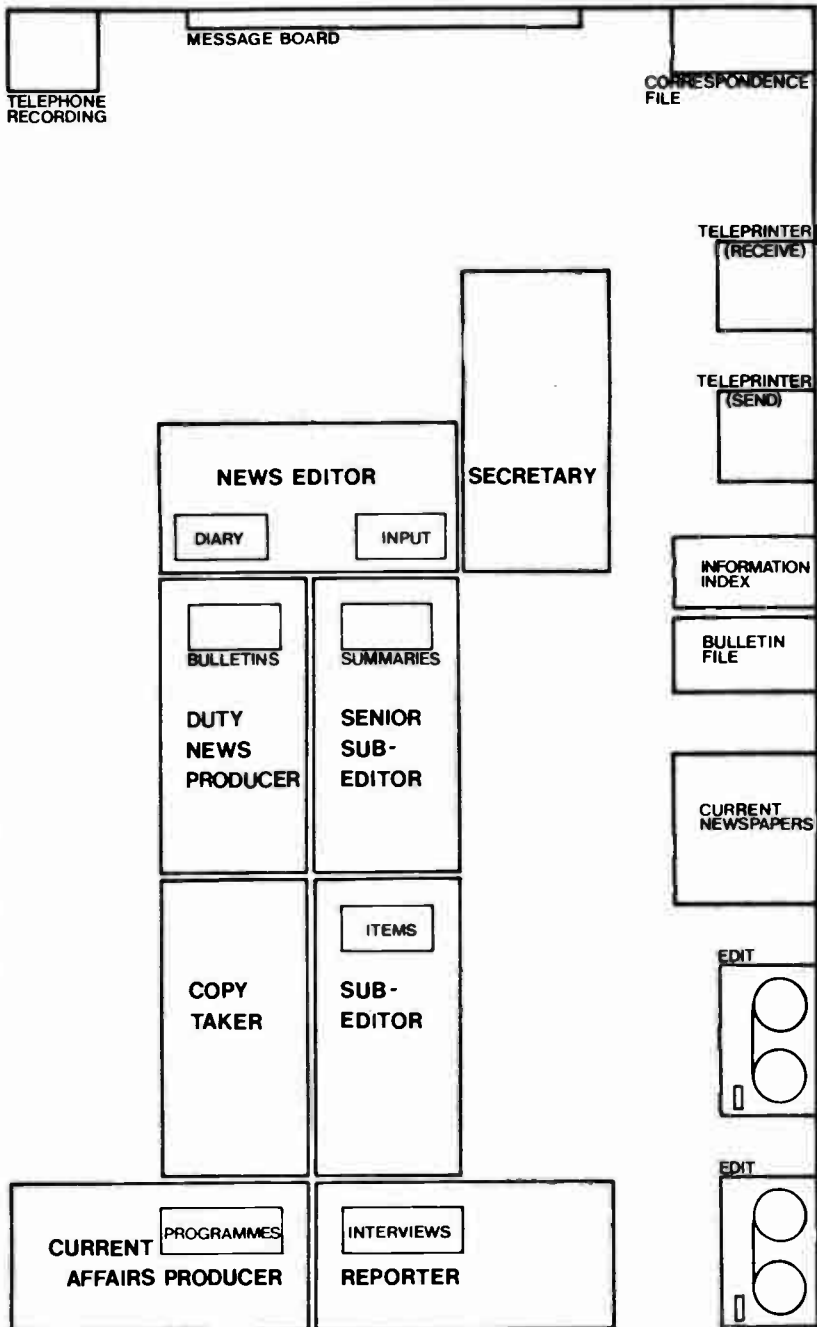 MESSAGE BOARD
TELEPHONE
RECORDING
CORRESPONDENCE
FILE
TELEPRINTER
(RECEIVE)
TELEPRINTER
(SEND)
NEWS EDITOR
SECRETARY
DIARY
INPUT
INFORMATION
INDEX
BULLETINS
SUMMARIES
BULLETIN
FILE
DUTY
NEWS
PRODUCER
SENIOR
SUB-
EDITOR
CURRENT
NEWSPAPERS
ITEMS
EDIT
COPY
TAKER
SUB-
EDITOR
EDIT
PROGRAMMES
CURRENT
AFFAIRS PRODUCER
INTERVIEWS
REPORTER